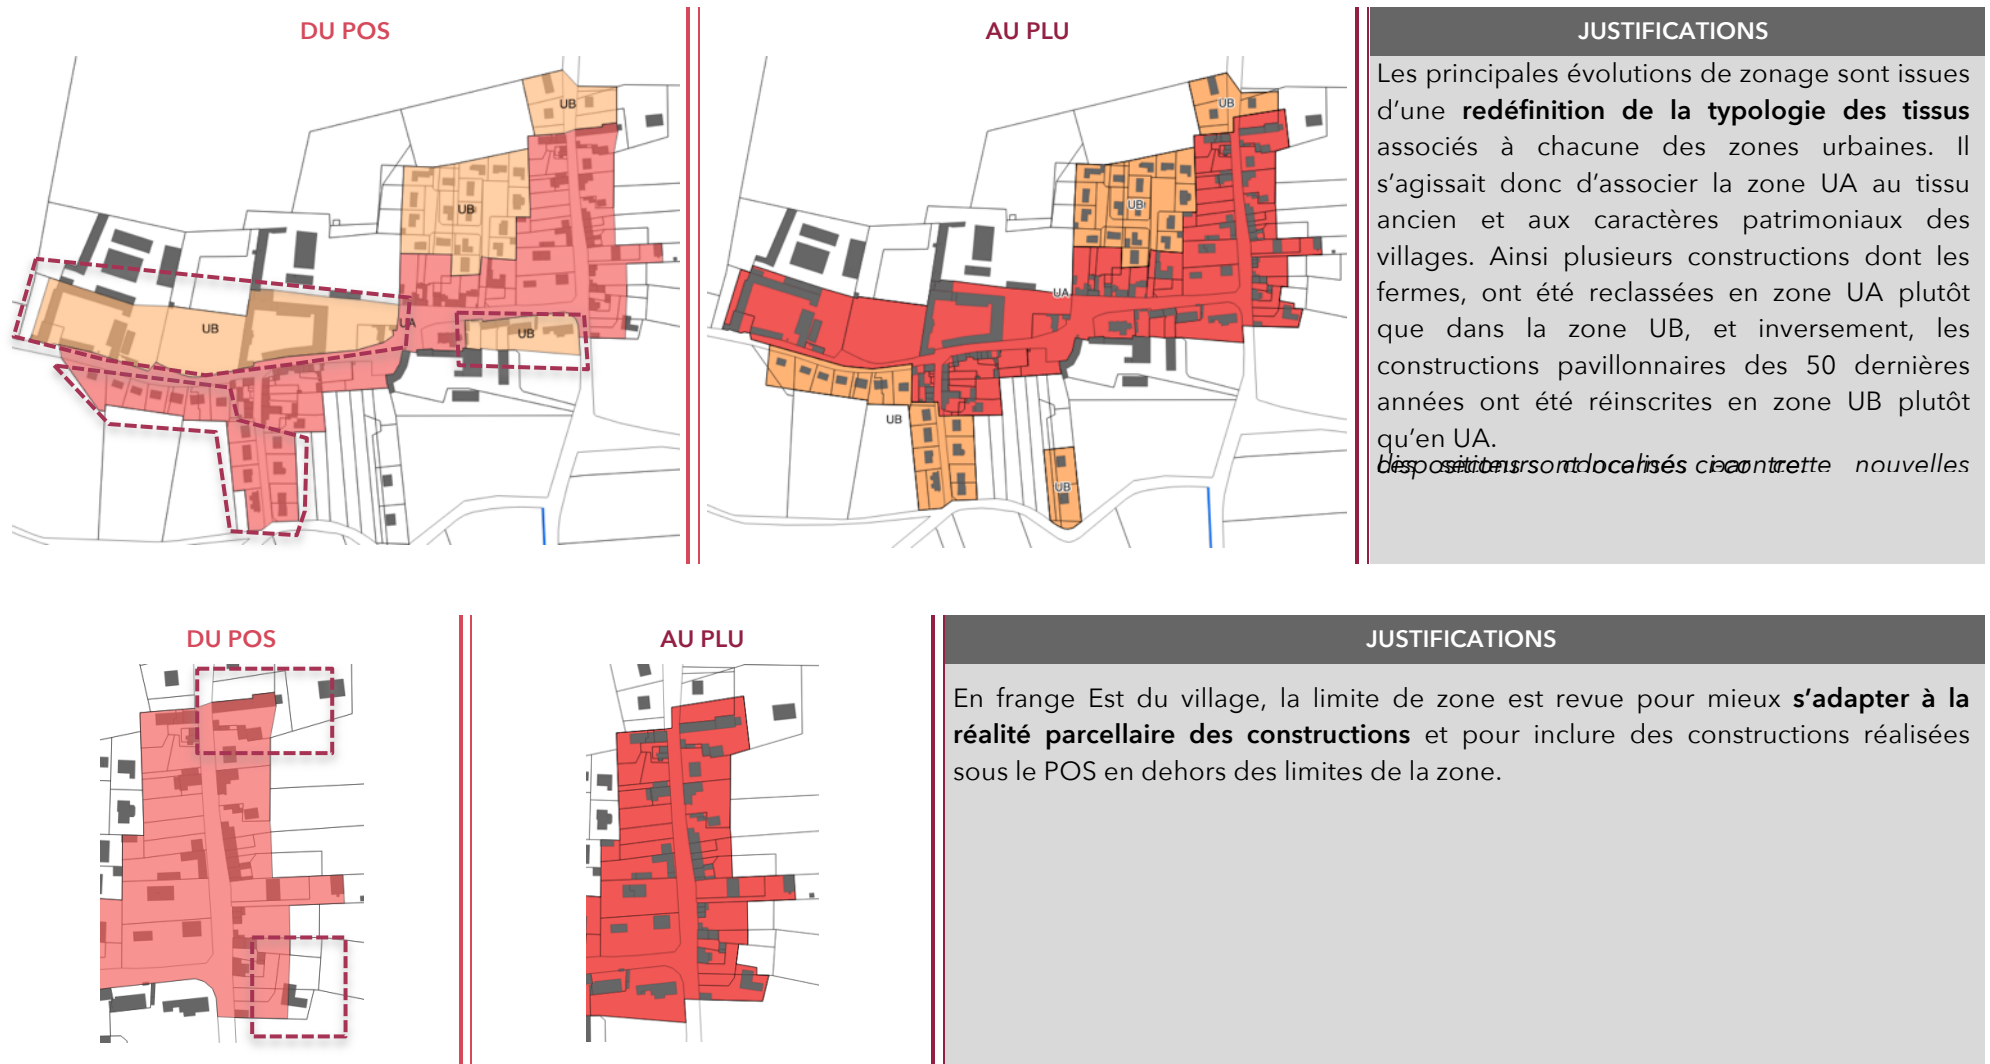 DU POS
AU PLU
JUSTIFICATIONS
UB
UB
UB
UA
UB
UB
UB
UA
UB
UB
Les principales évolutions de zonage sont issues
d’une redéfinition de la typologie des tissus
associés à chacune des zones urbaines. Il
s’agissait donc d’associer la zone UA au tissu
ancien et aux caractères patrimoniaux des
villages. Ainsi plusieurs constructions dont les
fermes, ont été reclassées en zone UA plutôt
que dans la zone UB, et inversement, les
constructions pavillonnaires des 50 dernières
années ont été réinscrites en zone UB plutôt
qu’en UA.
nouvelles
DU POS
AU PLU
JUSTIFICATIONS
En frange Est du village, la limite de zone est revue pour mieux s’adapter à la
réalité parcellaire des constructions et pour inclure des constructions réalisées
sous le POS en dehors des limites de la zone.